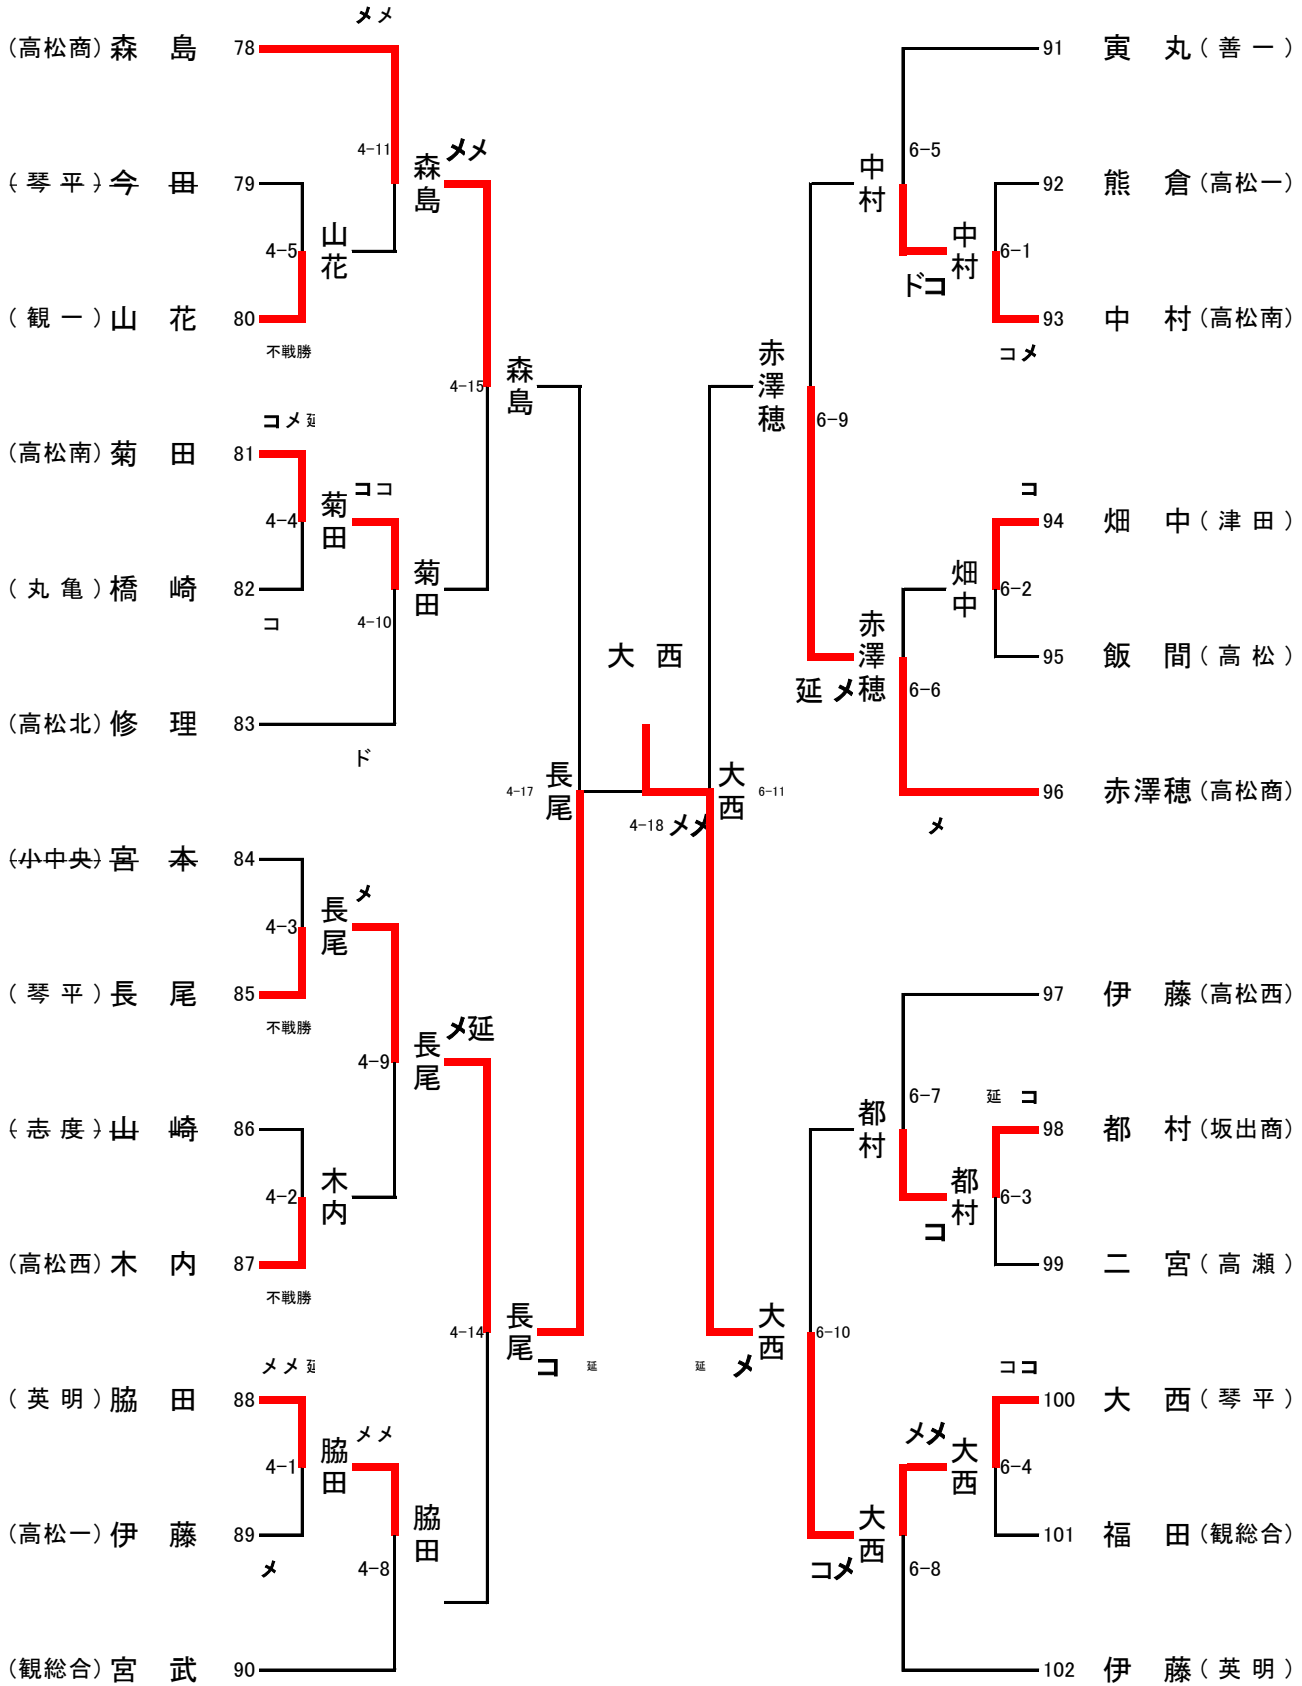 メメ
(高松商) 森 島 78
4-11
森島
メメ
(琴平) 今 田 79
4-5
山花
(観一) 山 花 80
不戦勝
4-15
森島
コメ 延
(高松南) 菊 田 81
4-4
菊田
ココ
(丸亀) 橋 崎 82
コ
4-10
菊田
(高松北) 修 理 83
ド
(小中央) 宮 本 84
4-3
長尾
メ
(琴平) 長 尾 85
不戦勝
4-9
長尾
メ延
(志度) 山 崎 86
4-2
木内
(高松西) 木 内 87
不戦勝
4-14
長尾
コ
延
メメ 延
(英明) 脇 田 88
4-1
脇田
メメ
(高松一) 伊 藤 89
メ
4-8
脇田
(観総合) 宮 武 90
4-17
長尾
大 西
4-18 メメ
大西
6-11
91 寅 丸 (善一)
6-5
中村
92 熊 倉 (高松一)
6-1
中村
ドコ
93 中 村 (高松南)
コメ
赤澤穂
6-9
コ
94 畑 中 (津田)
6-2
畑中
95 飯 間 (高松)
赤澤穂
延 メ
6-6
96 赤澤穂 (高松商)
メ
97 伊 藤 (高松西)
6-7
都村
延 コ
98 都 村 (坂出商)
6-3
都村
コ
99 二 宮 (高瀬)
大西
6-10
延 メ
ココ
100 大 西 (琴平)
メメ
大西
6-4
101 福 田 (観総合)
大西
コメ
6-8
102 伊 藤 (英明)